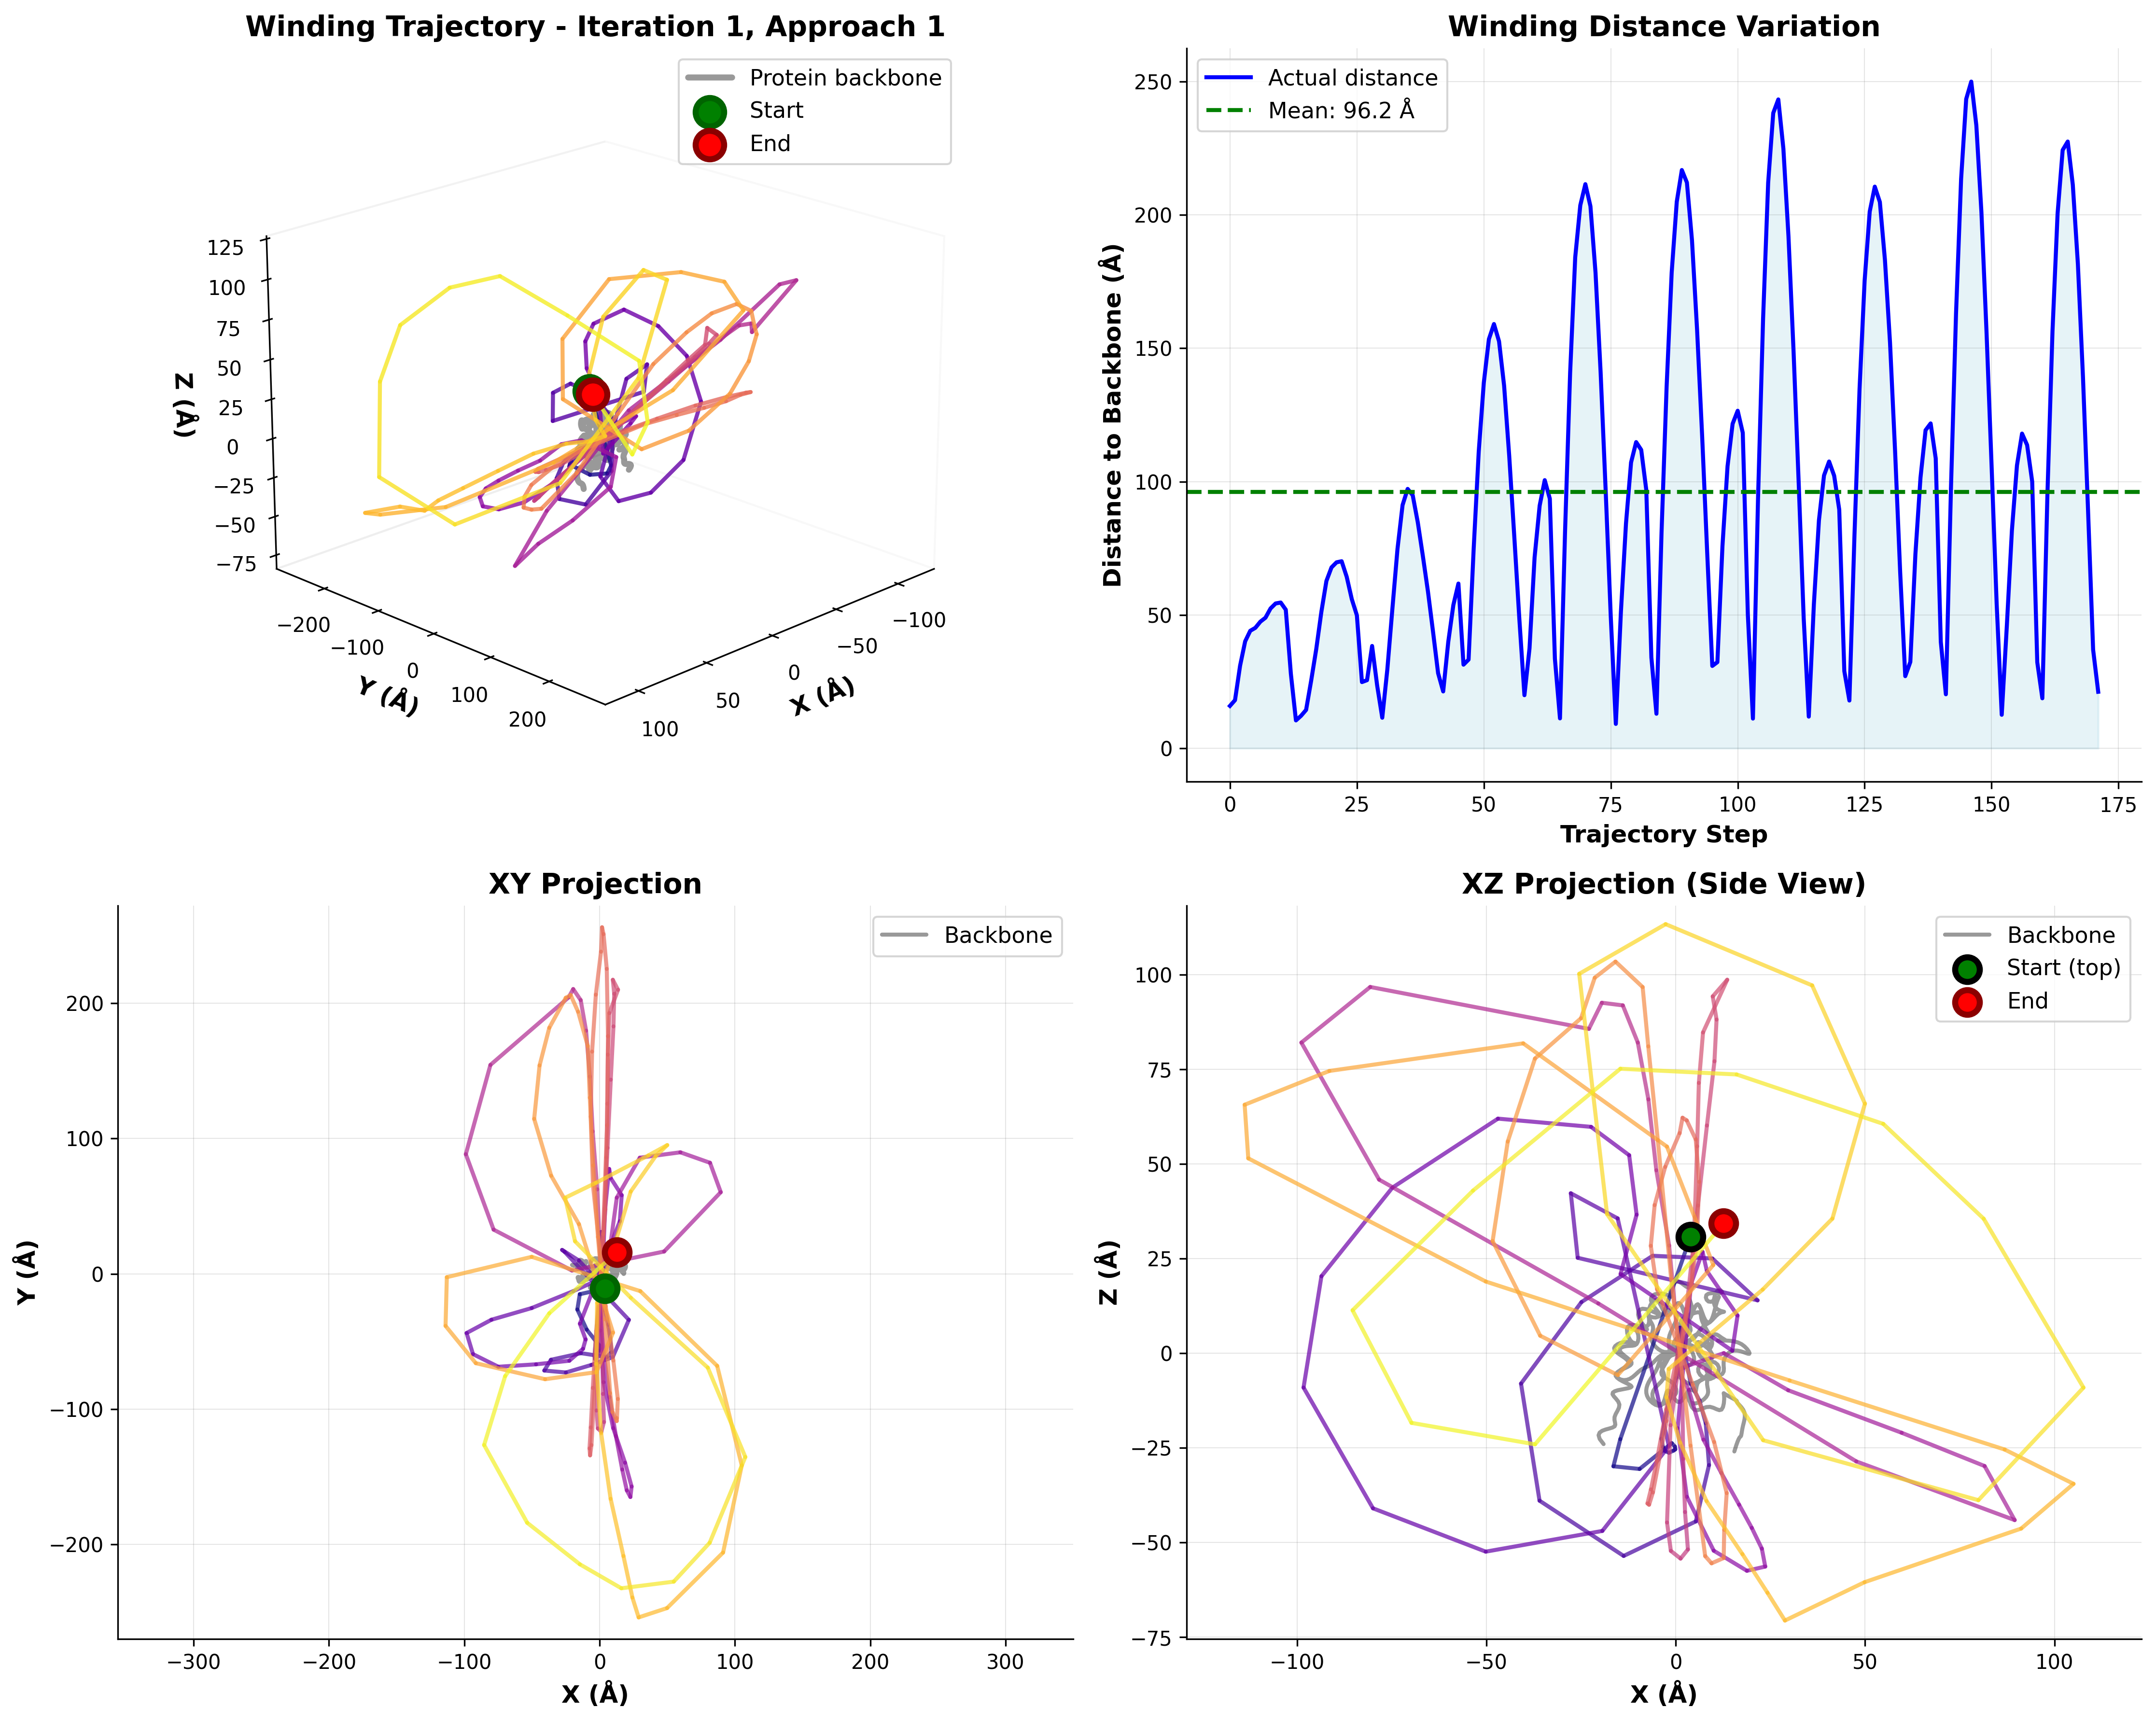 Winding Trajectory - Iteration 1, Approach 1
Protein backbone
Start
End
125
100
75
50
25
0
−25
−50
−75
Z (Å)
−200
−100
0
100
200
Y (Å)
100
50
0
−50
−100
X (Å)
Winding Distance Variation
Actual distance
Mean: 96.2 Å
250
200
150
100
50
0
Distance to Backbone (Å)
0
25
50
75
100
125
150
175
Trajectory Step
XY Projection
Backbone
200
100
0
−100
−200
Y (Å)
−300
−200
−100
0
100
200
300
X (Å)
XZ Projection (Side View)
Backbone
Start (top)
End
100
75
50
25
0
−25
−50
−75
Z (Å)
−100
−50
0
50
100
X (Å)